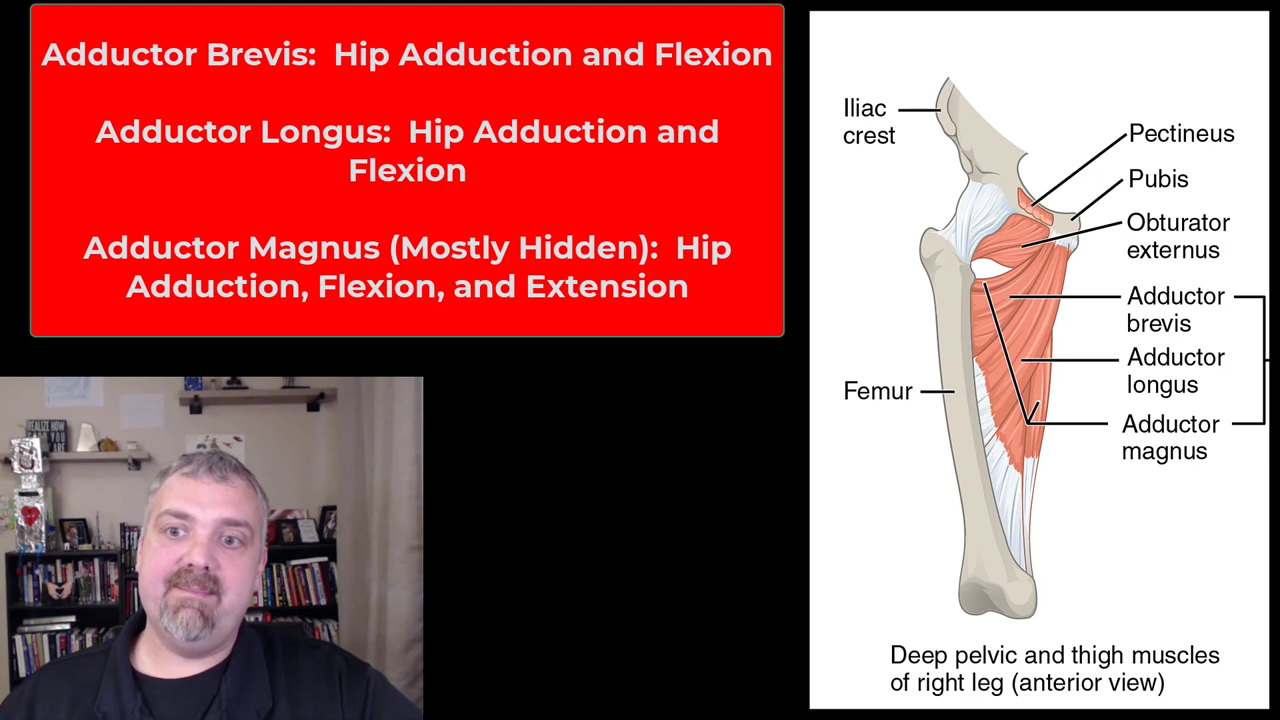 Adductor Brevis: Hip Adduction and Flexion
Adductor Longus: Hip Adduction and
Flexion
Adductor Magnus (Mostly Hidden): Hip
Adduction, Flexion, and Extension
Iliac
crest
Pectineus
Pubis
Obturator
externus
Adductor
brevis
Adductor
longus
Femur
Adductor
magnus
Deep pelvic and thigh muscles
of right leg (anterior view)
REALIZE HOW